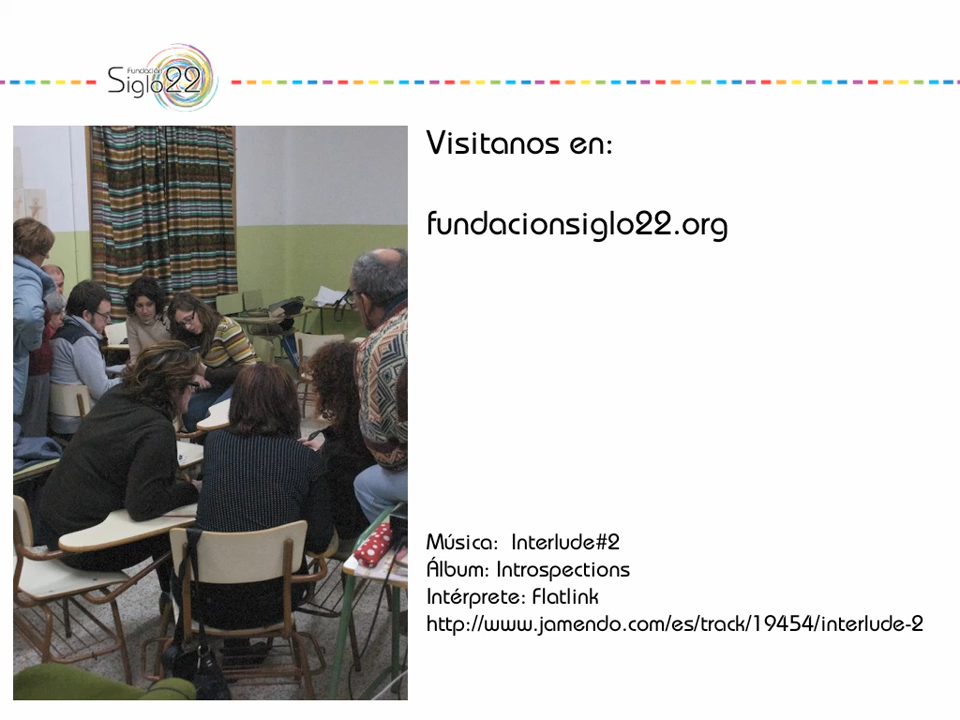 Fundación
Siglo22
Visitanos en:
fundacionsiglo22.org
Música: Interlude#2
Álbum: Introspections
Intérprete: Flatlink
http://www.jamendo.com/es/track/19454/interlude-2